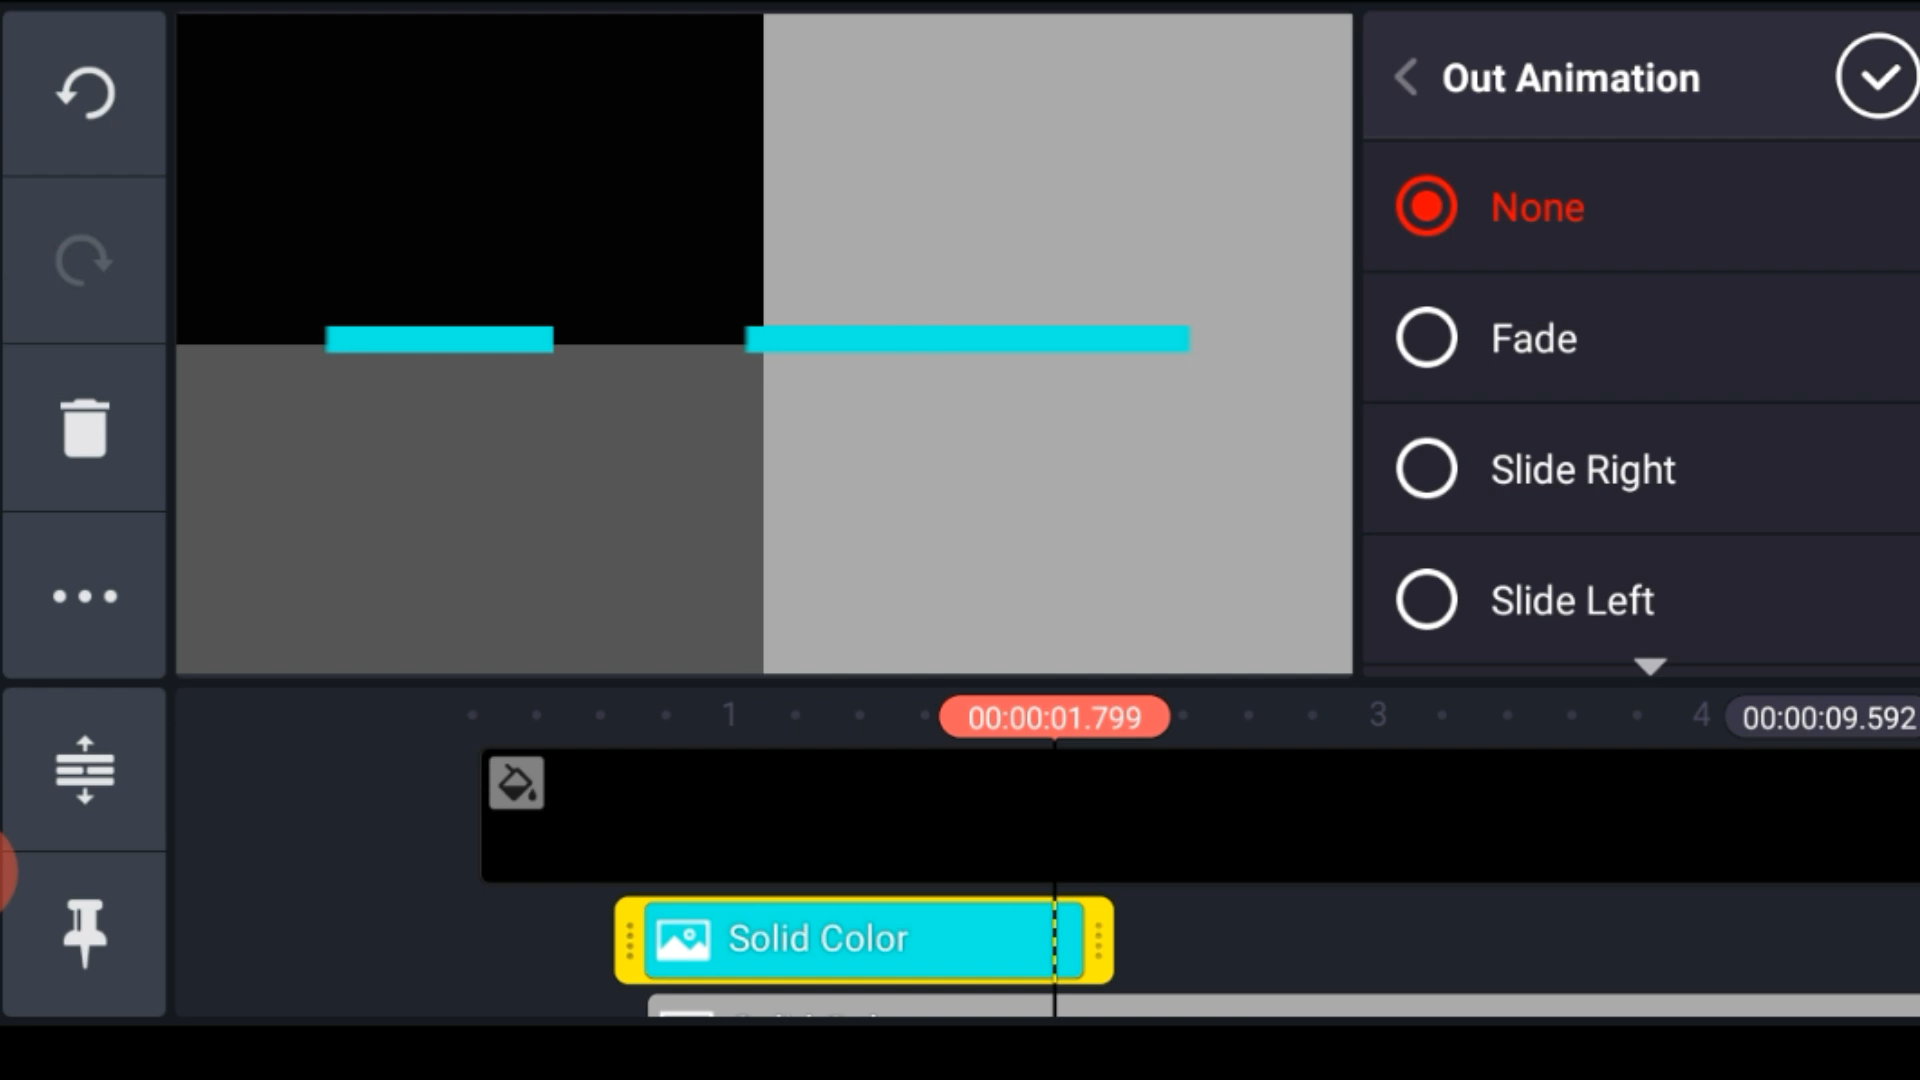 Out Animation
None
Fade
Slide Right
Slide Left
1
00:00:01.799
3
4
00:00:09.592
Solid Color